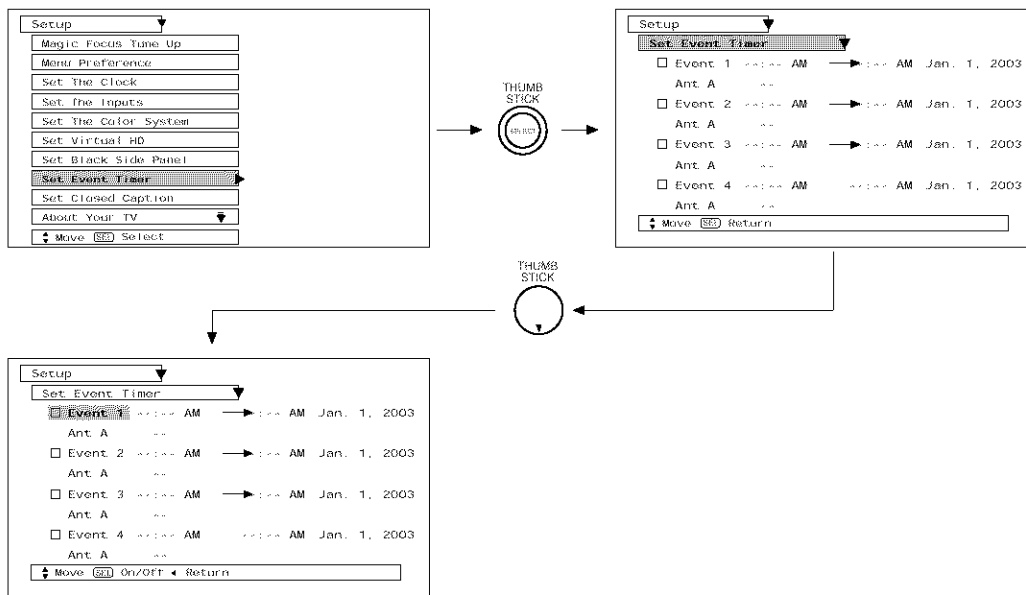 Setup
Magic Focus Tune Up
Menu Preference
Set The Clock
Set The Inputs
Set The Color System
Set Virtual HD
Set Black Side Panel
Set Event Timer
Set Closed Caption
About Your TV
Move SEL Select
THUMB
STICK
SELECT
Setup
Set Event Timer
Event 1 --:-- AM --:-- AM Jan. 1, 2003
Ant A --
Event 2 --:-- AM --:-- AM Jan. 1, 2003
Ant A --
Event 3 --:-- AM --:-- AM Jan. 1, 2003
Ant A --
Event 4 --:-- AM --:-- AM Jan. 1, 2003
Ant A --
Move SEL Return
THUMB
STICK
Setup
Set Event Timer
Event 1 --:-- AM --:-- AM Jan. 1, 2003
Ant A --
Event 2 --:-- AM --:-- AM Jan. 1, 2003
Ant A --
Event 3 --:-- AM --:-- AM Jan. 1, 2003
Ant A --
Event 4 --:-- AM --:-- AM Jan. 1, 2003
Ant A --
Move SEL On/Off Return